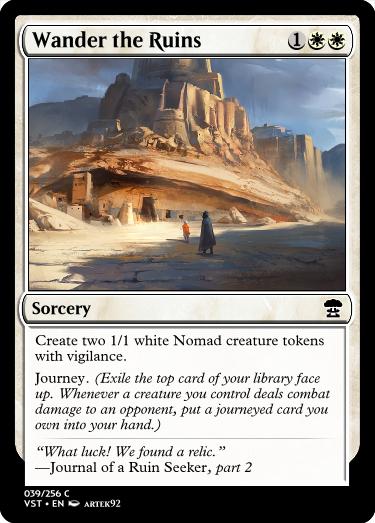 Wander the Ruins 1
Sorcery
Create two 1/1 white Nomad creature tokens
with vigilance.
Journey. (Exile the top card of your library face
up. Whenever a creature you control deals combat
damage to an opponent, put a journeyed card you
own into your hand.)
“What luck! We found a relic.”
—Journal of a Ruin Seeker, part 2
039/256 C
VST • EN ARTEK92